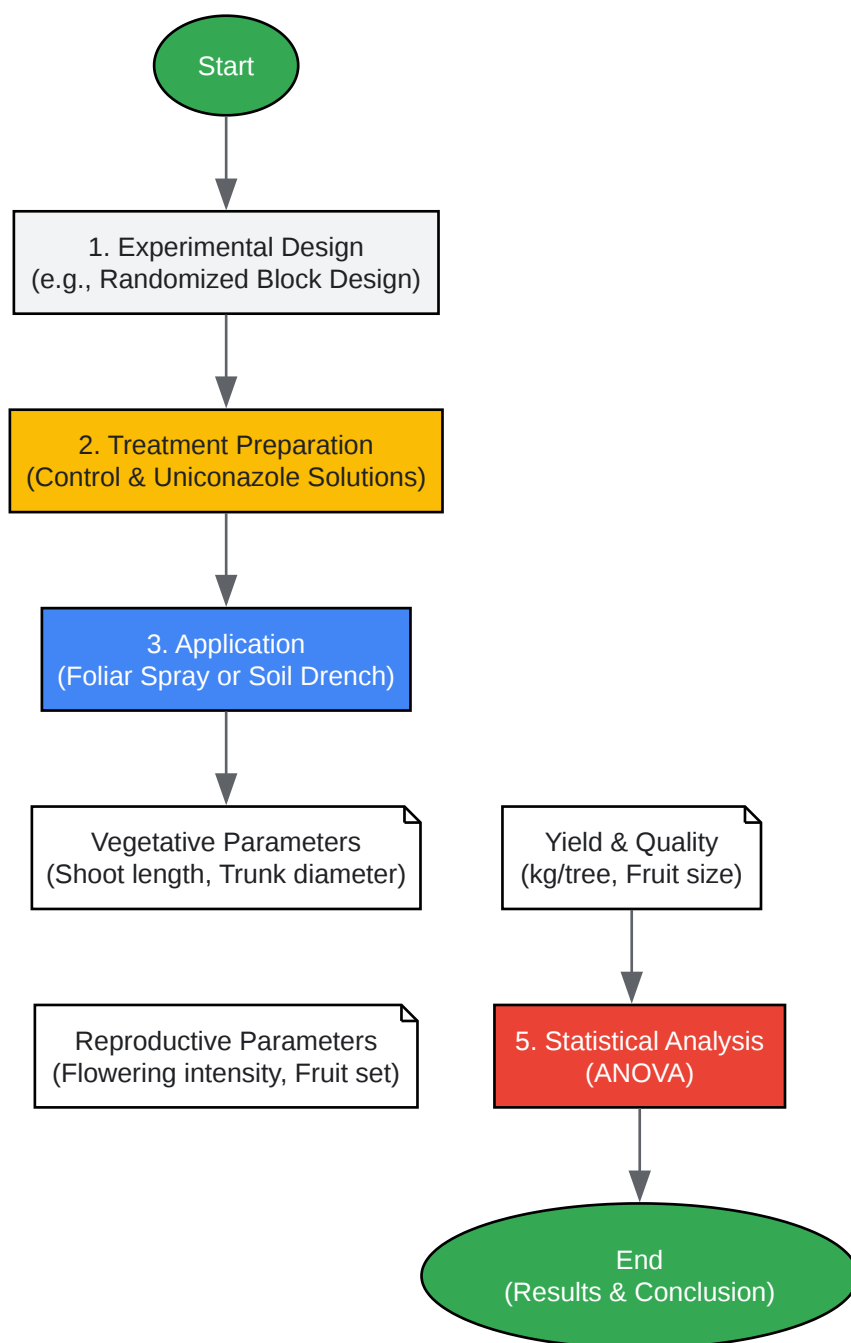 Start
1. Experimental Design
(e.g., Randomized Block Design)
2. Treatment Preparation
(Control & Uniconazole Solutions)
3. Application
(Foliar Spray or Soil Drench)
Vegetative Parameters
(Shoot length, Trunk diameter)
Yield & Quality
(kg/tree, Fruit size)
Reproductive Parameters
(Flowering intensity, Fruit set)
5. Statistical Analysis
(ANOVA)
End
(Results & Conclusion)